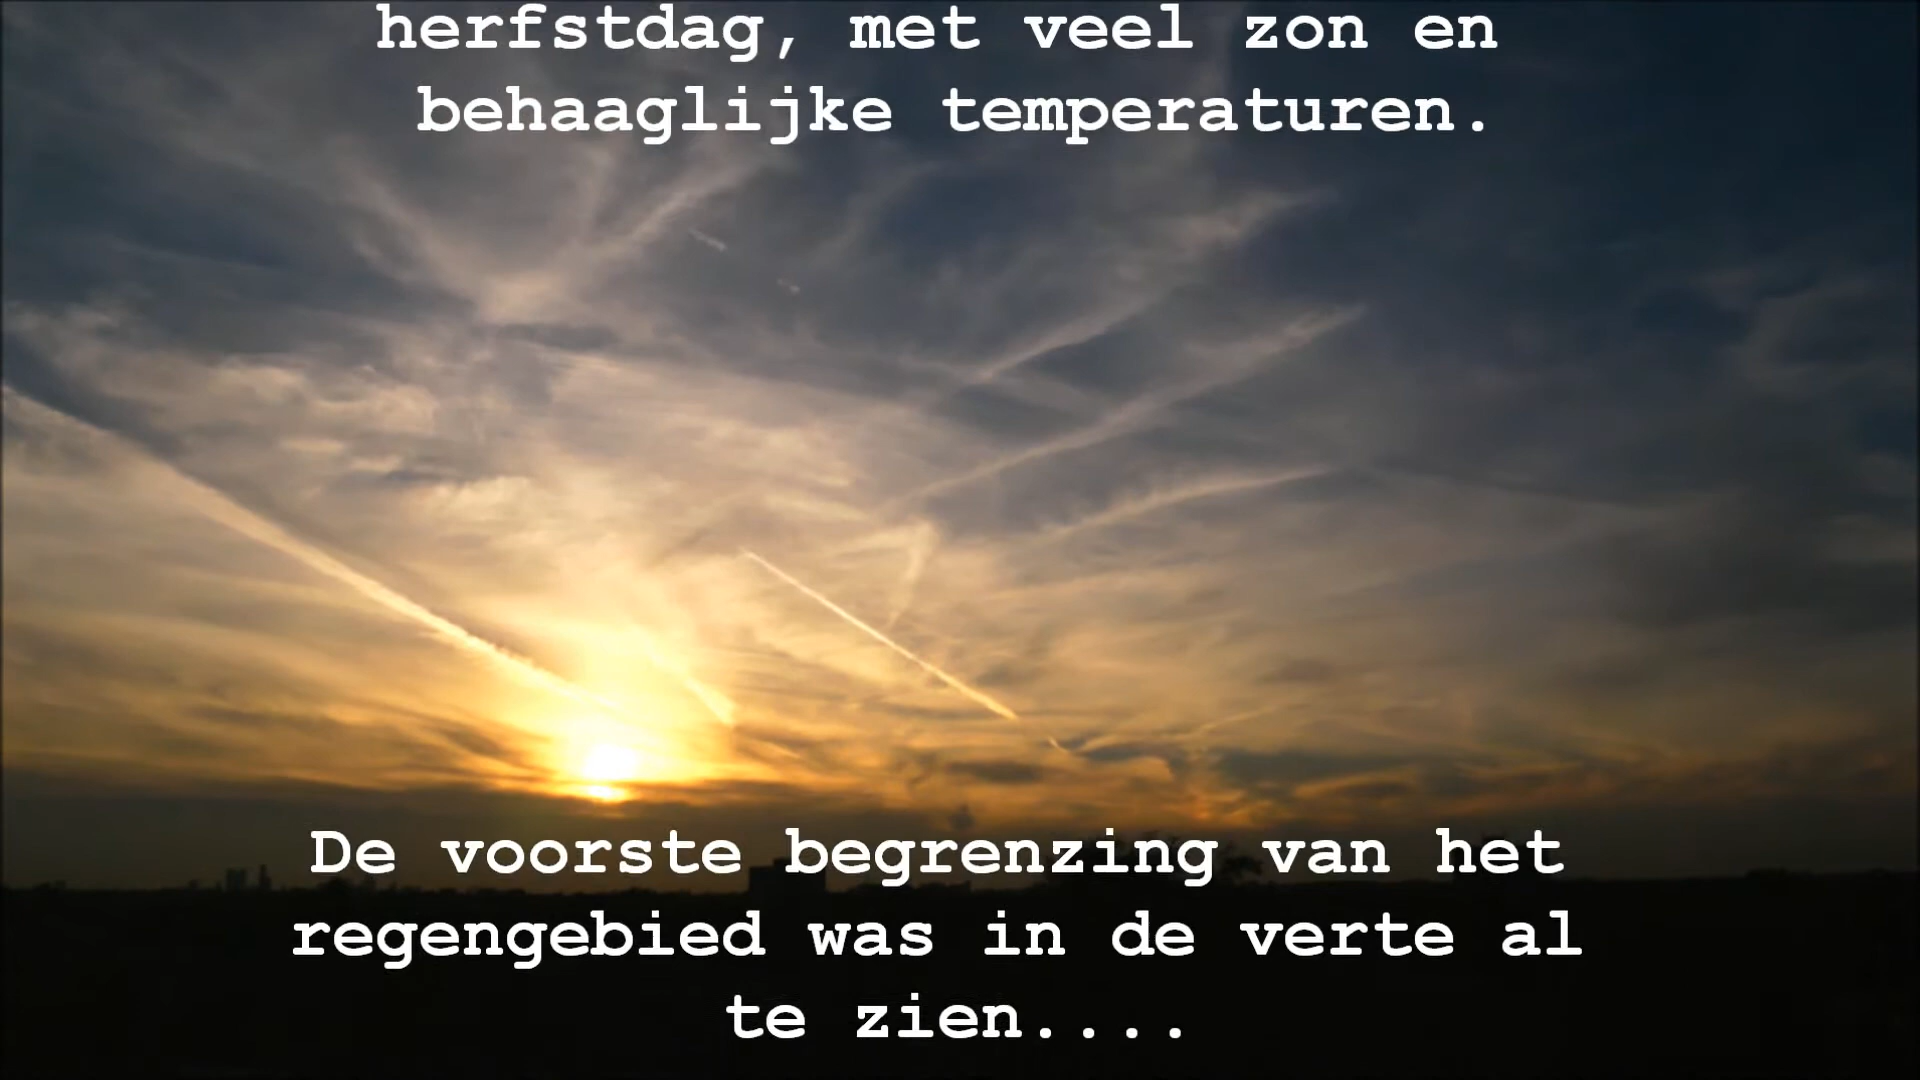 herfstdag, met veel zon en
behaaglijke temperaturen.
De voorste begrenzing van het
regengebied was in de verte al
te zien....